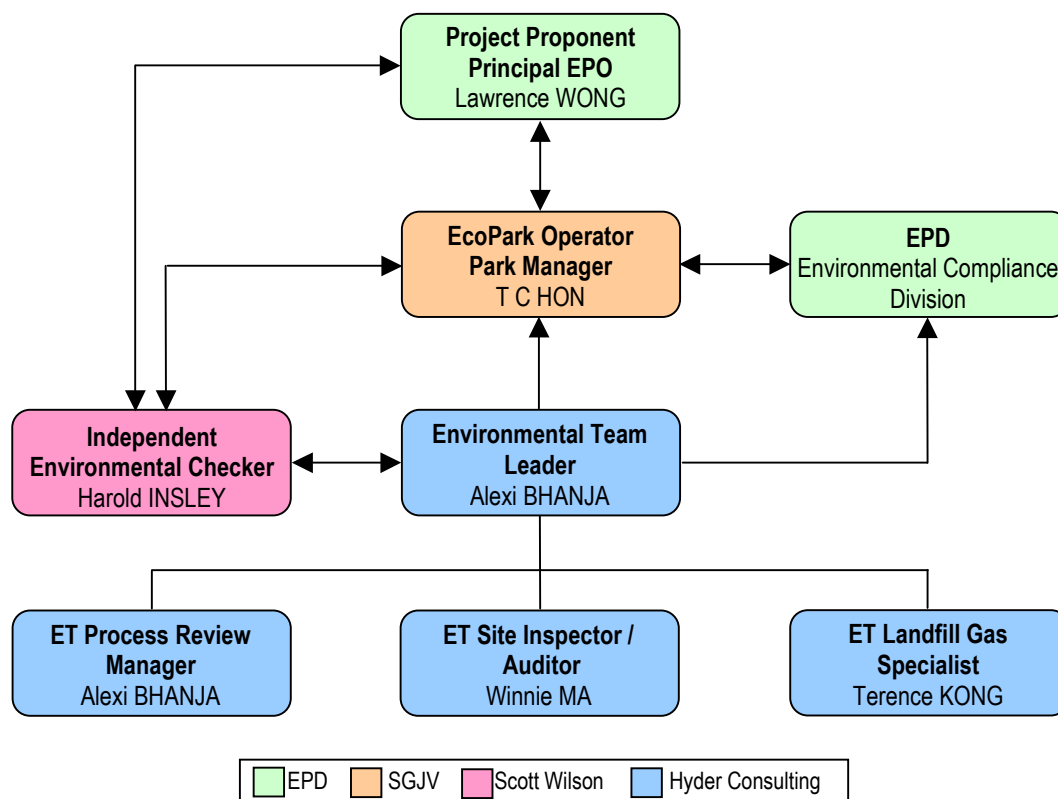 Project Proponent
Principal EPO
Lawrence WONG
EcoPark Operator
Park Manager
T C HON
EPD
Environmental Compliance
Division
Independent
Environmental Checker
Harold INSLEY
Environmental Team
Leader
Alexi BHANJA
ET Process Review
Manager
Alexi BHANJA
ET Site Inspector /
Auditor
Winnie MA
ET Landfill Gas
Specialist
Terence KONG
EPD SGJV Scott Wilson Hyder Consulting